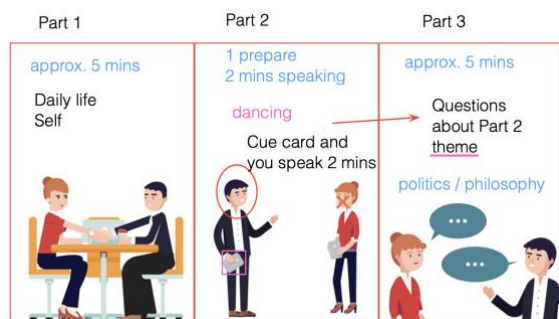 Part 1
approx. 5 mins
Daily life
Self
Part 2
1 prepare
2 mins speaking
dancing
Cue card and
you speak 2 mins
Part 3
approx. 5 mins
Questions
about Part 2
theme
politics / philosophy